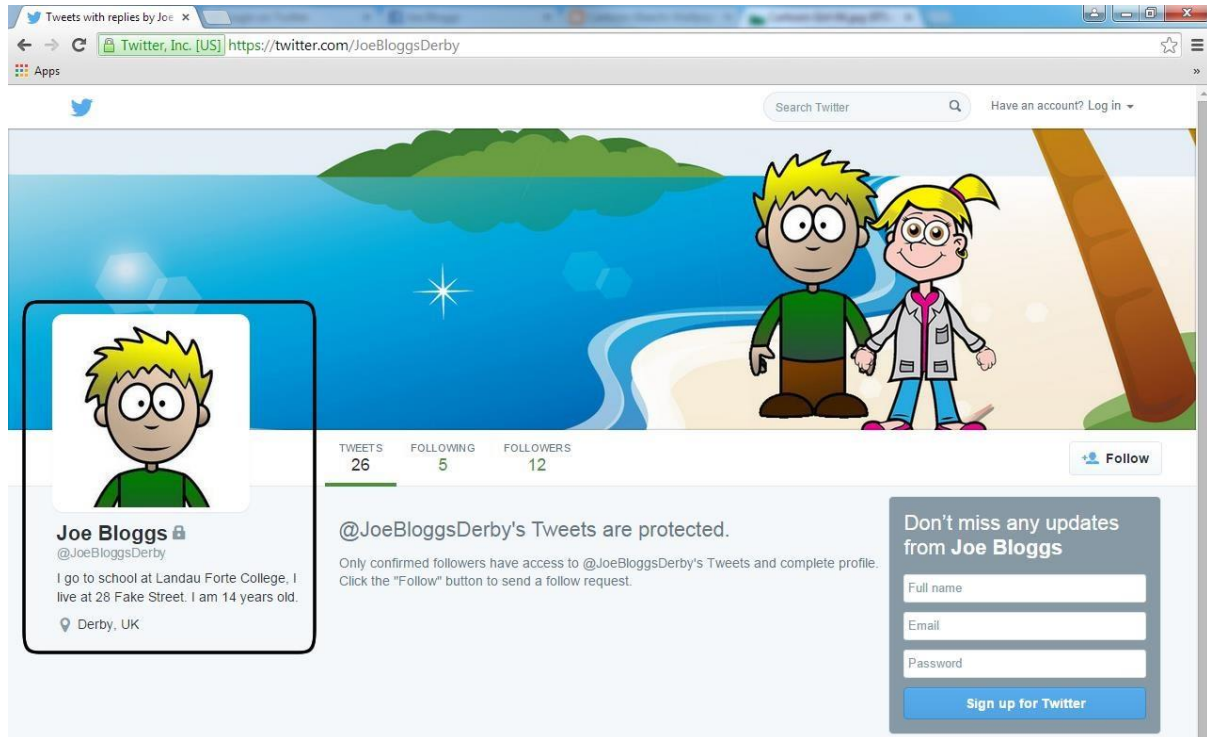 Tweets with replies by Joe
Twitter, Inc. [US] https://twitter.com/JoeBloggsDerby
Apps
Search Twitter
Have an account? Log in
TWEETS FOLLOWING FOLLOWERS
26 5 12
Follow
Joe Bloggs
@JoeBloggsDerby
I go to school at Landau Forte College, I
live at 28 Fake Street. I am 14 years old.
Derby, UK
@JoeBloggsDerby's Tweets are protected.
Only confirmed followers have access to @JoeBloggsDerby's Tweets and complete profile.
Click the "Follow" button to send a follow request.
Don't miss any updates
from Joe Bloggs
Full name
Email
Password
Sign up for Twitter